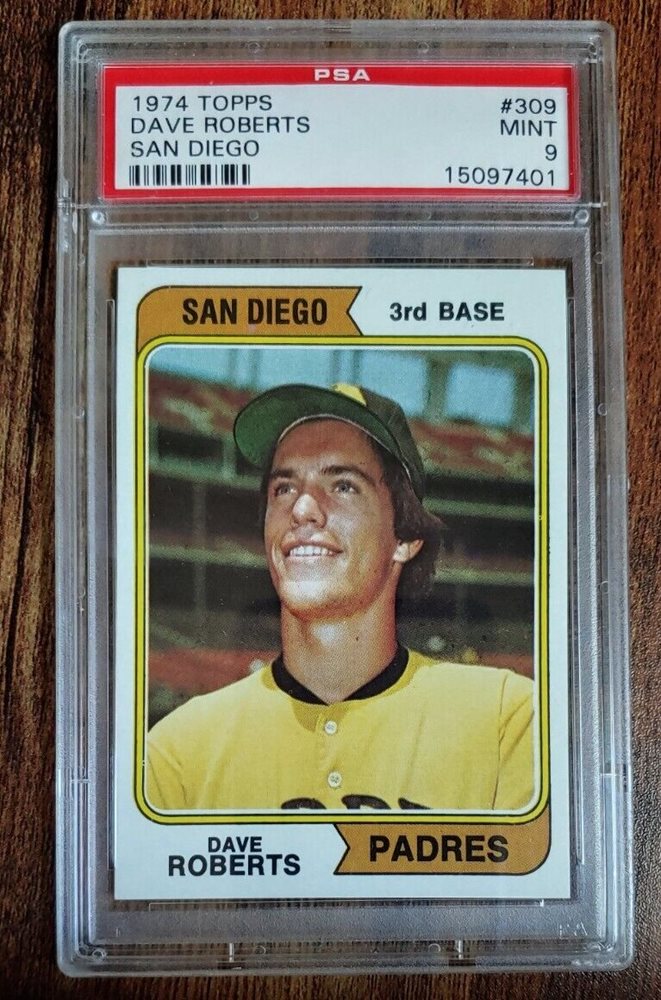 PSA
1974 TOPPS #309
DAVE ROBERTS MINT
SAN DIEGO 9
15097401
SAN DIEGO 3rd BASE
DAVE
ROBERTS
PADRES